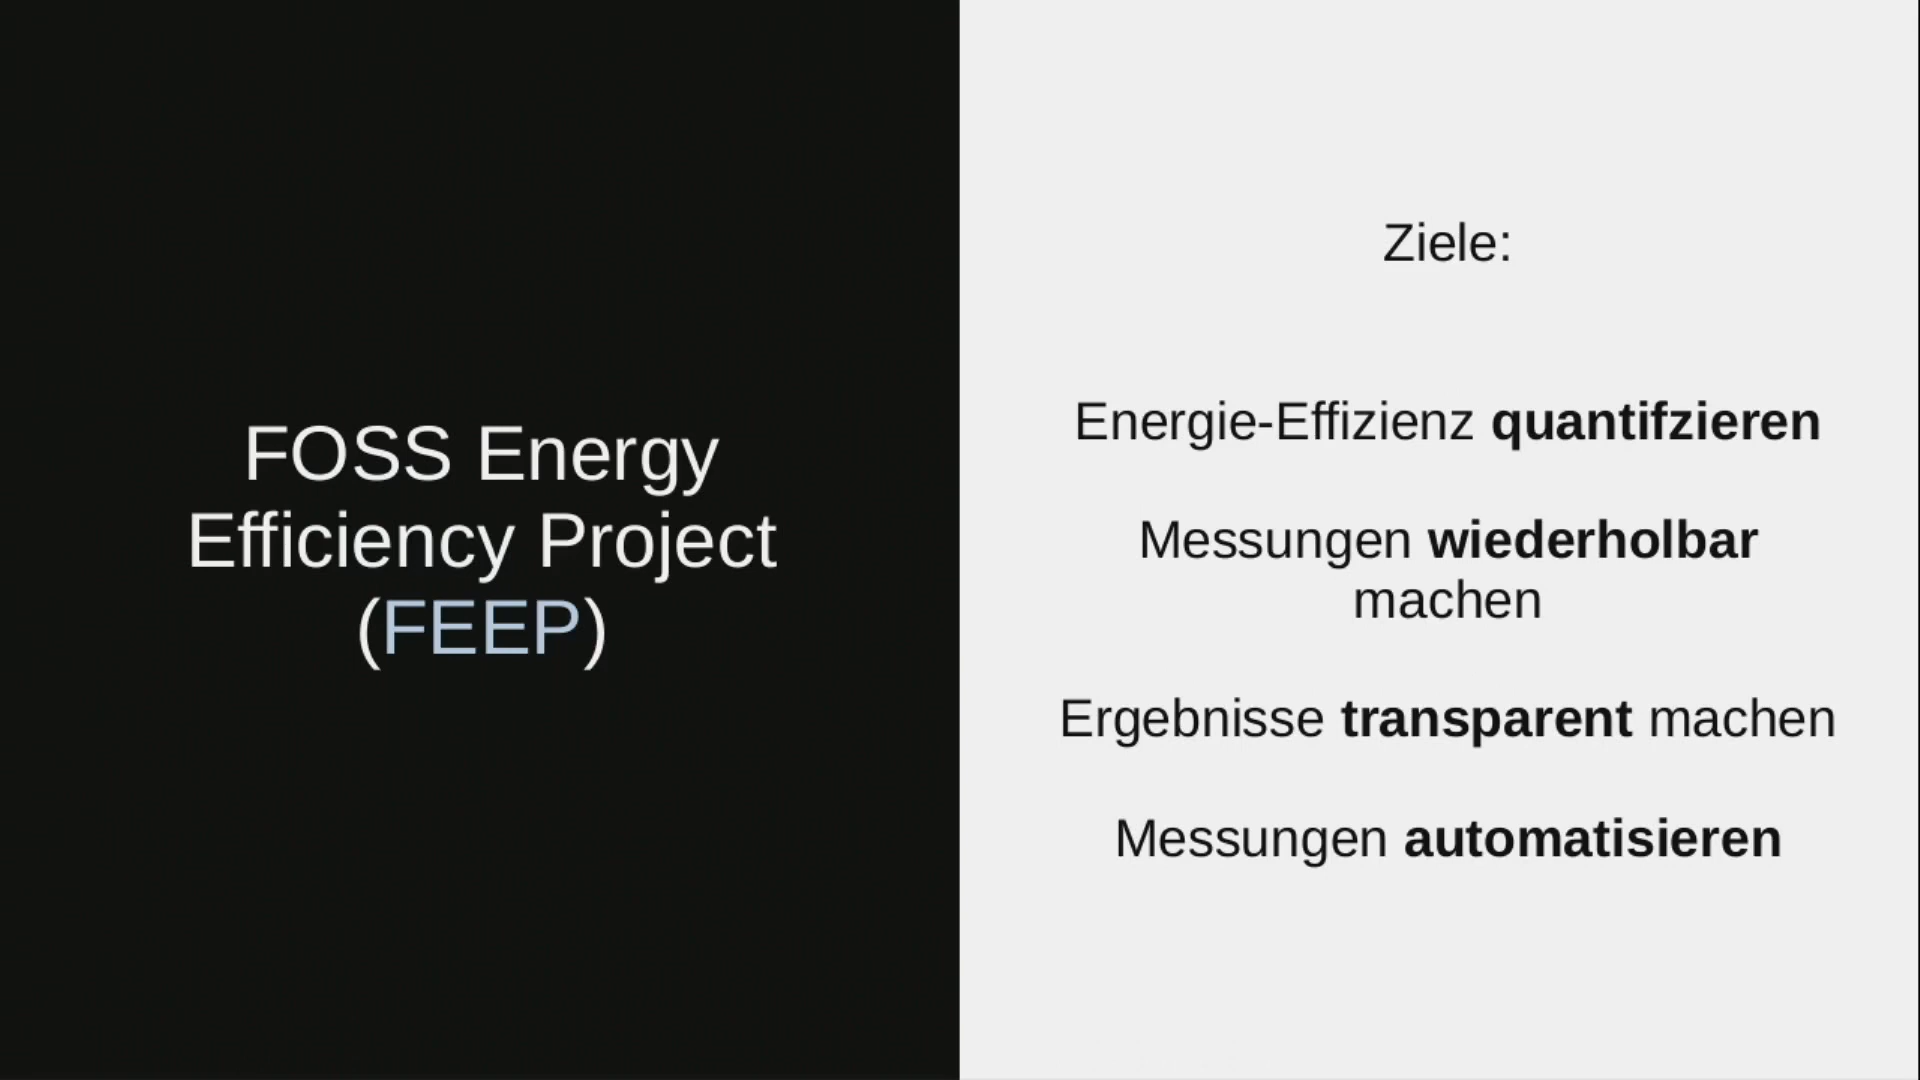 FOSS Energy
Efficiency Project
(FEEP)
Ziele:
Energie-Effizienz quantifzieren
Messungen wiederholbar
machen
Ergebnisse transparent machen
Messungen automatisieren